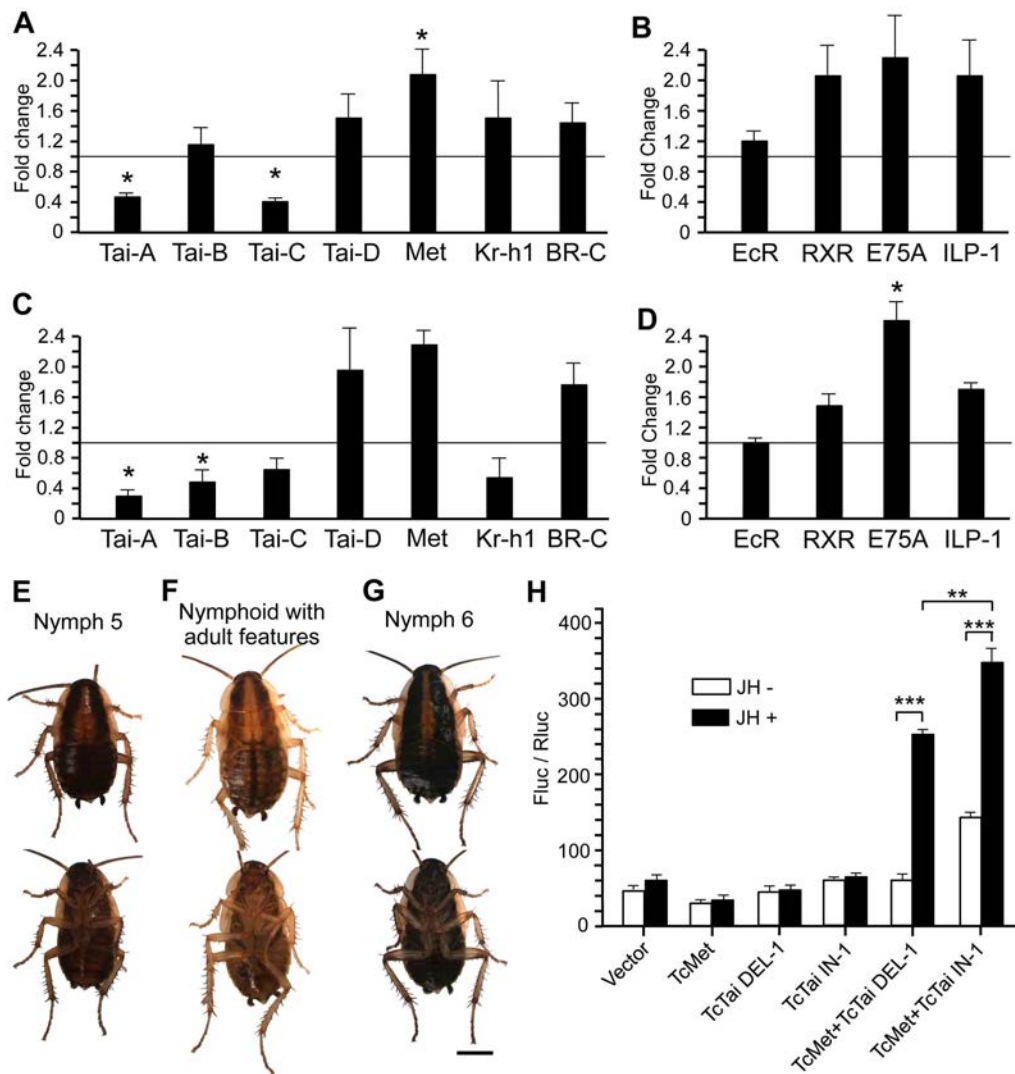 A
Fold change
2.4
2.0
1.6
1.2
0.8
0.4
0
*
*
*
Tai-A Tai-B Tai-C Tai-D Met Kr-h1 BR-C
B
Fold Change
2.4
2.0
1.6
1.2
0.8
0.4
0
EcR RXR E75A ILP-1
C
Fold change
2.4
2.0
1.6
1.2
0.8
0.4
0
*
*
Tai-A Tai-B Tai-C Tai-D Met Kr-h1 BR-C
D
Fold Change
2.4
2.0
1.6
1.2
0.8
0.4
0
*
EcR RXR E75A ILP-1
E
Nymph 5
F
Nymphoid with
adult features
G
Nymph 6
H
Fluc / Rluc
400
300
200
100
0
JH -
JH +
**
***
***
Vector
TcMet
TcTai DEL-1
TcTai IN-1
TcMet+TcTai DEL-1
TcMet+TcTai IN-1